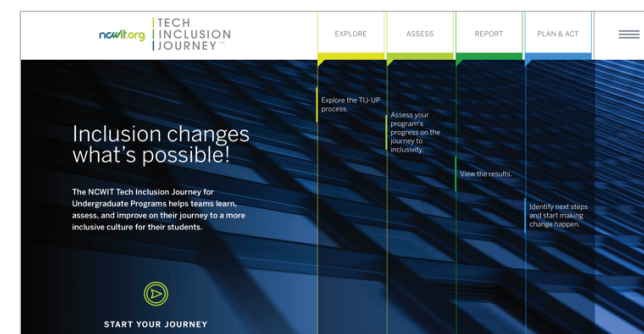 ncwit.org
TECH
INCLUSION
JOURNEY™
EXPLORE
ASSESS
REPORT
PLAN & ACT
Explore the TIJ-UP
process.
Assess your
program's
progress on the
journey to
inclusivity.
View the results.
Identify next steps
and start making
change happen.
Inclusion changes
what's possible!
The NCWIT Tech Inclusion Journey for
Undergraduate Programs helps teams learn,
assess, and improve on their journey to a more
inclusive culture for their students.
START YOUR JOURNEY